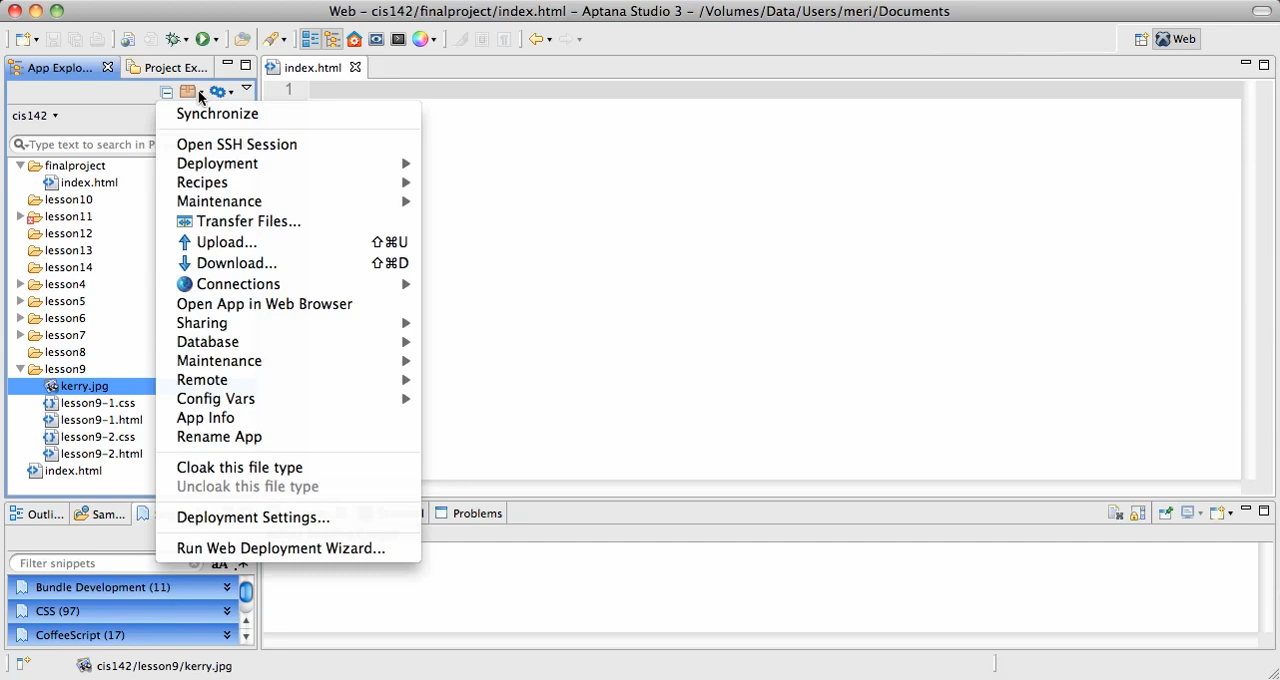 Web - cis142/finalproject/index.html - Aptana Studio 3 - /Volumes/Data/Users/meri/Documents
Web
App Explo...
Project Ex...
index.html
1
cis142
Type text to search in P
finalproject
index.html
lesson10
lesson11
lesson12
lesson13
lesson14
lesson4
lesson5
lesson6
lesson7
lesson8
lesson9
kerry.jpg
lesson9-1.css
lesson9-1.html
lesson9-2.css
lesson9-2.html
index.html
Synchronize
Open SSH Session
Deployment
Recipes
Maintenance
Transfer Files...
Upload... ⇧⌘U
Download... ⇧⌘D
Connections
Open App in Web Browser
Sharing
Database
Maintenance
Remote
Config Vars
App Info
Rename App
Cloak this file type
Uncloak this file type
Deployment Settings...
Run Web Deployment Wizard...
Outli...
Sam...
Problems
Filter snippets
Bundle Development (11)
CSS (97)
CoffeeScript (17)
cis142/lesson9/kerry.jpg